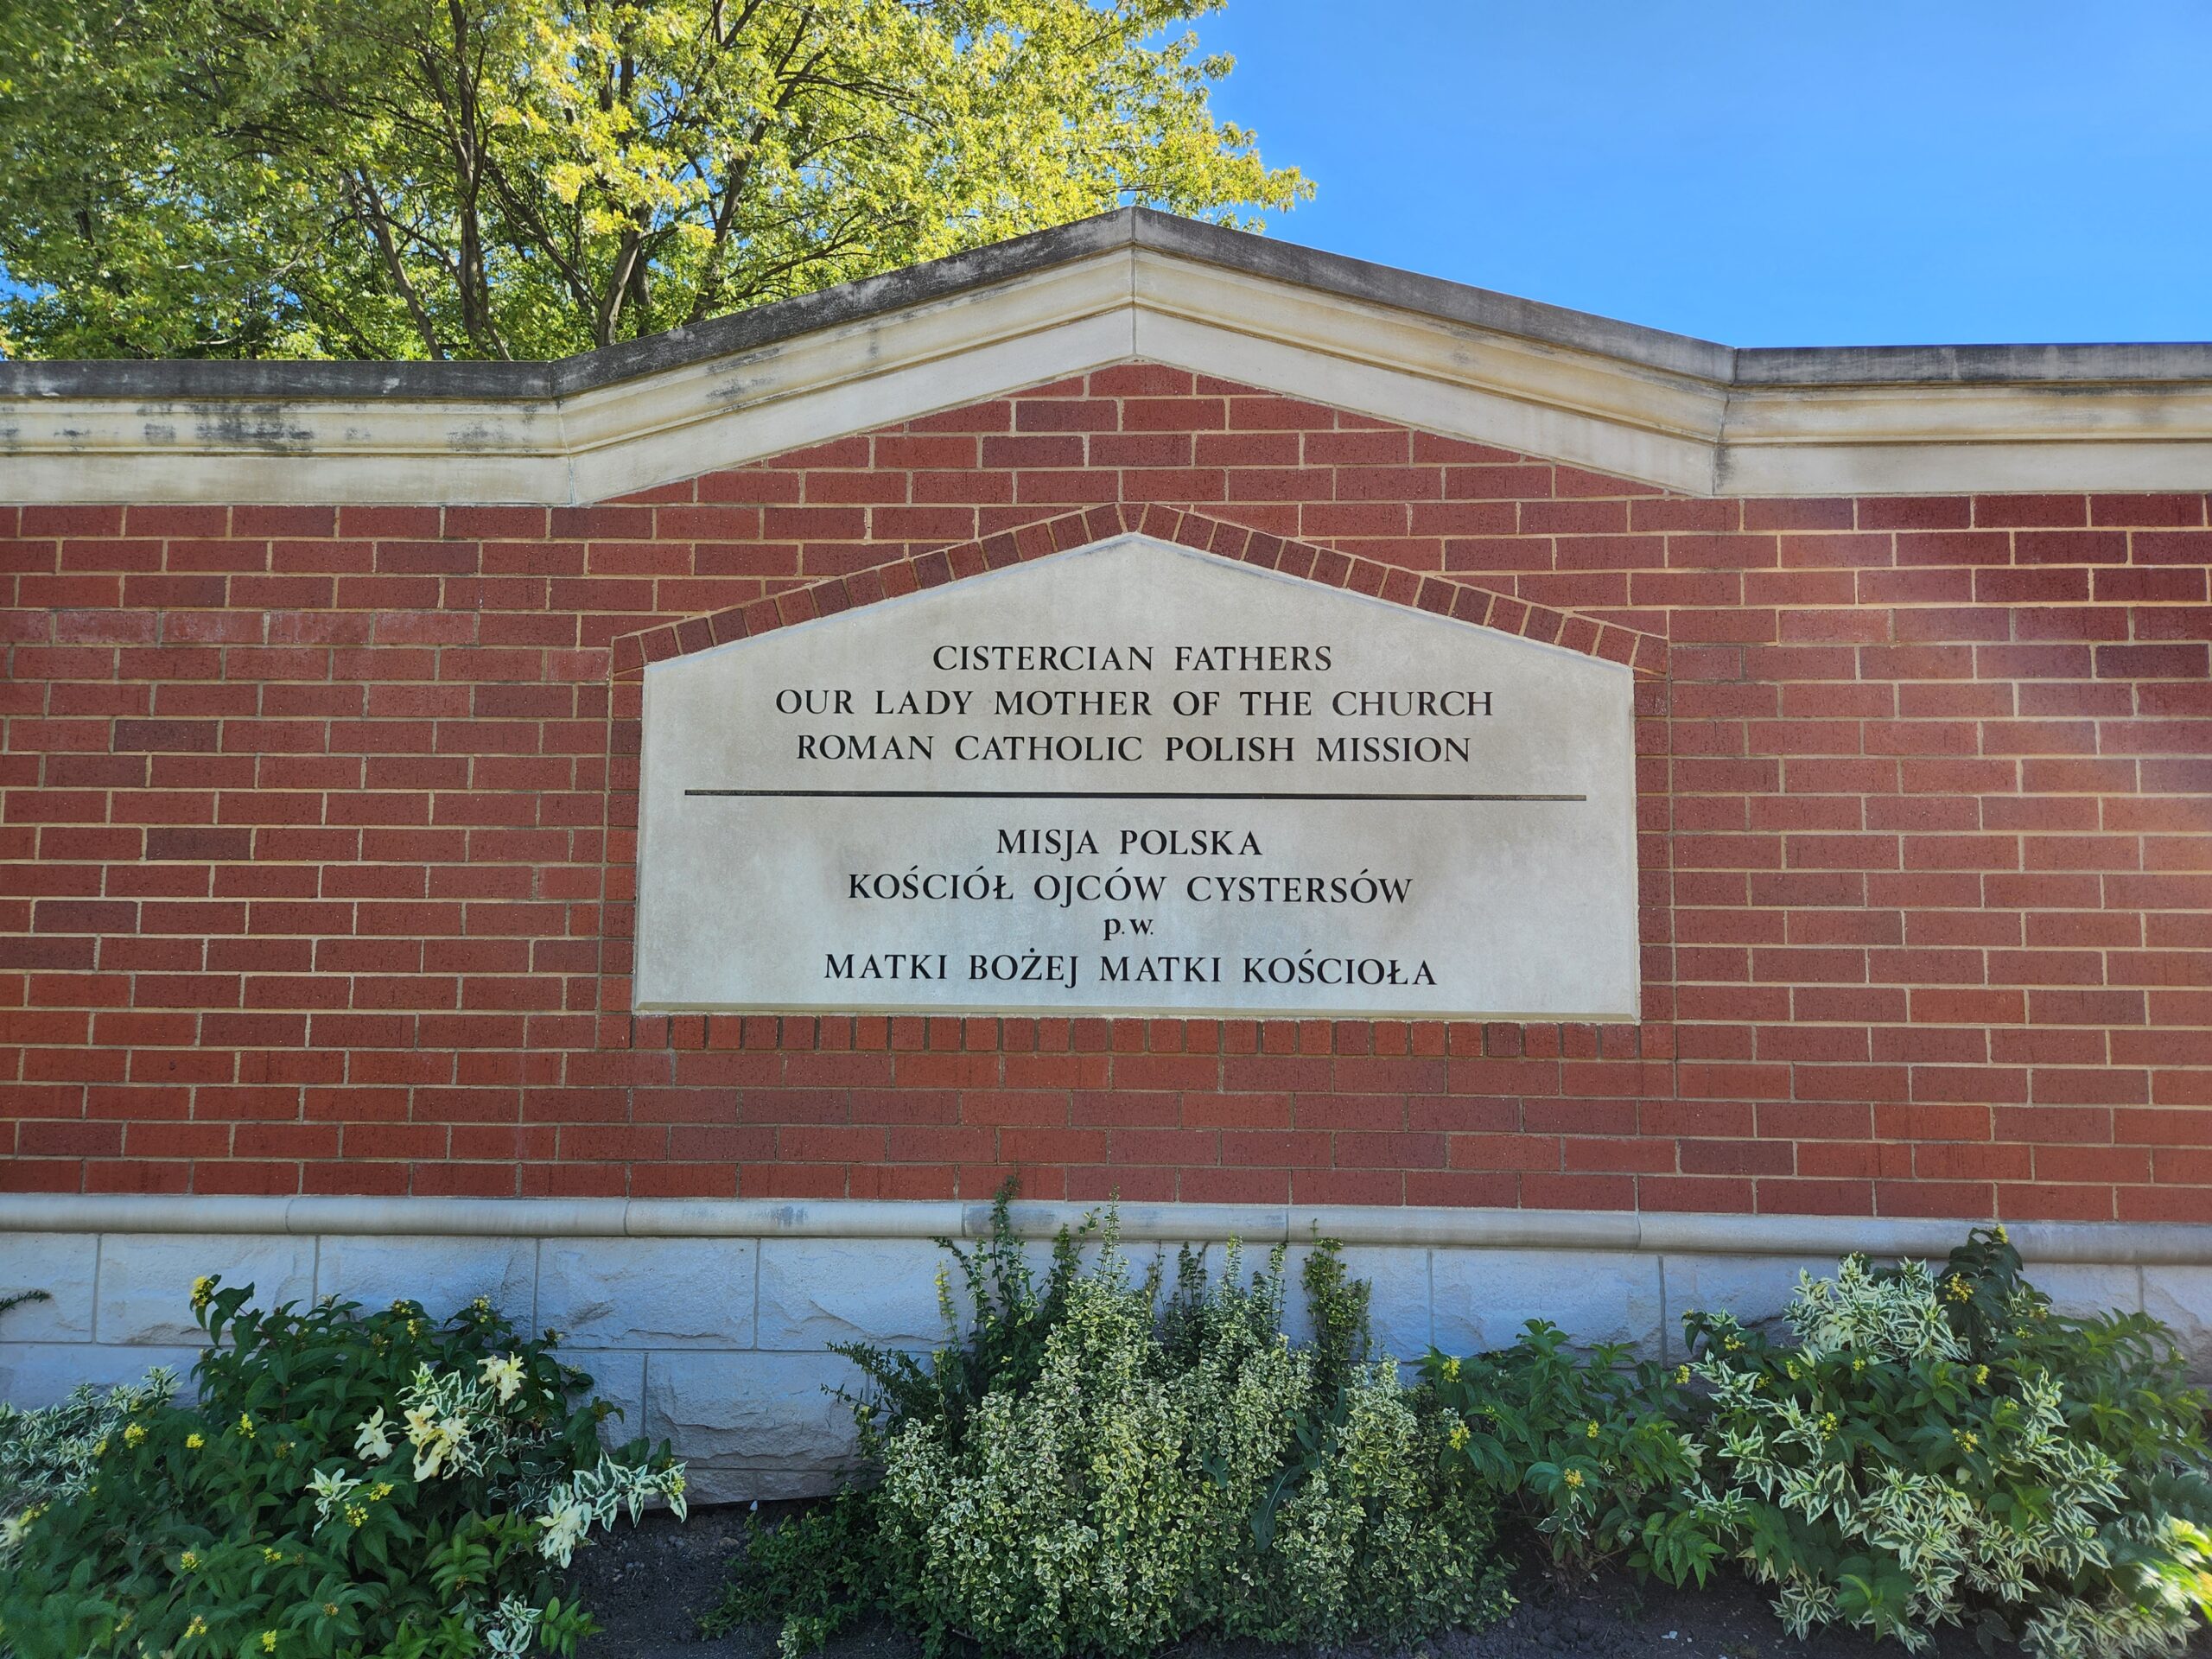 CISTERCIAN FATHERS
OUR LADY MOTHER OF THE CHURCH
ROMAN CATHOLIC POLISH MISSION
MISJA POLSKA
KOŚCIÓŁ OJCÓW CYSTERSÓW
p.w.
MATKI BOŻEJ MATKI KOŚCIOŁA